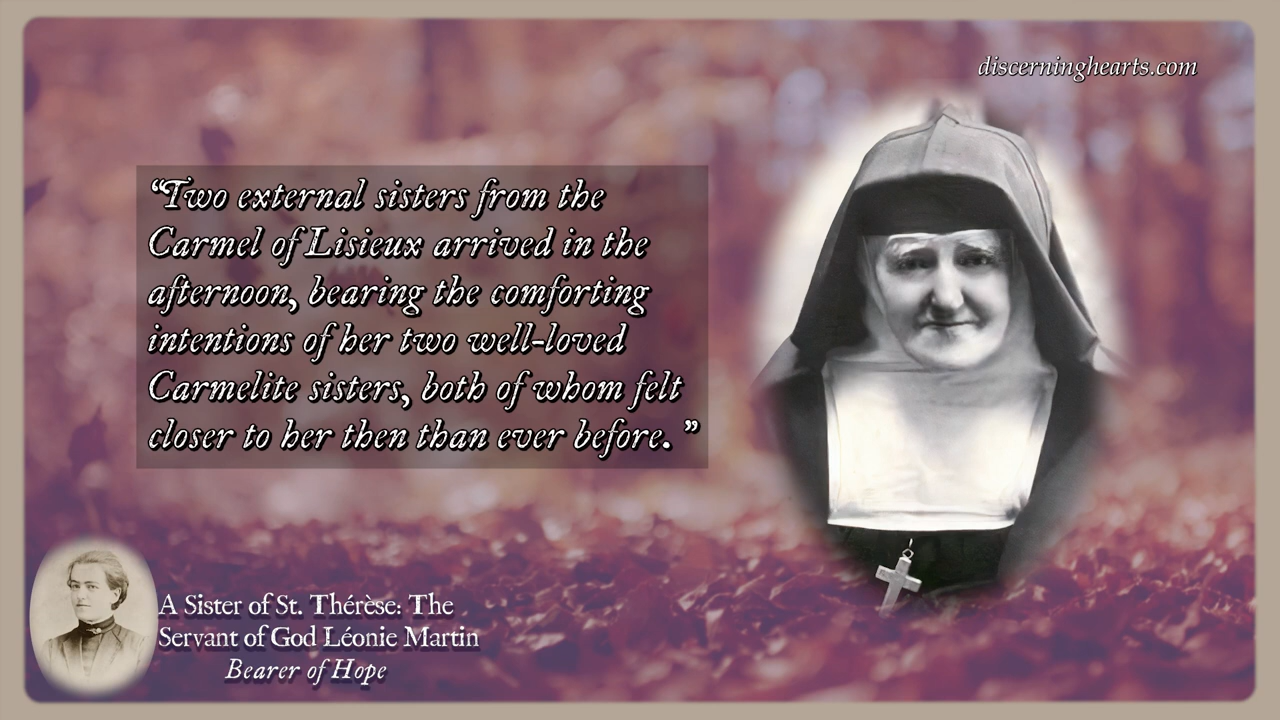 discerninghearts.com
“Two external sisters from the
Carmel of Lisieux arrived in the
afternoon, bearing the comforting
intentions of her two well-loved
Carmelite sisters, both of whom felt
closer to her then than ever before. ”
A Sister of St. Thérèse: The
Servant of God Léonie Martin
Bearer of Hope